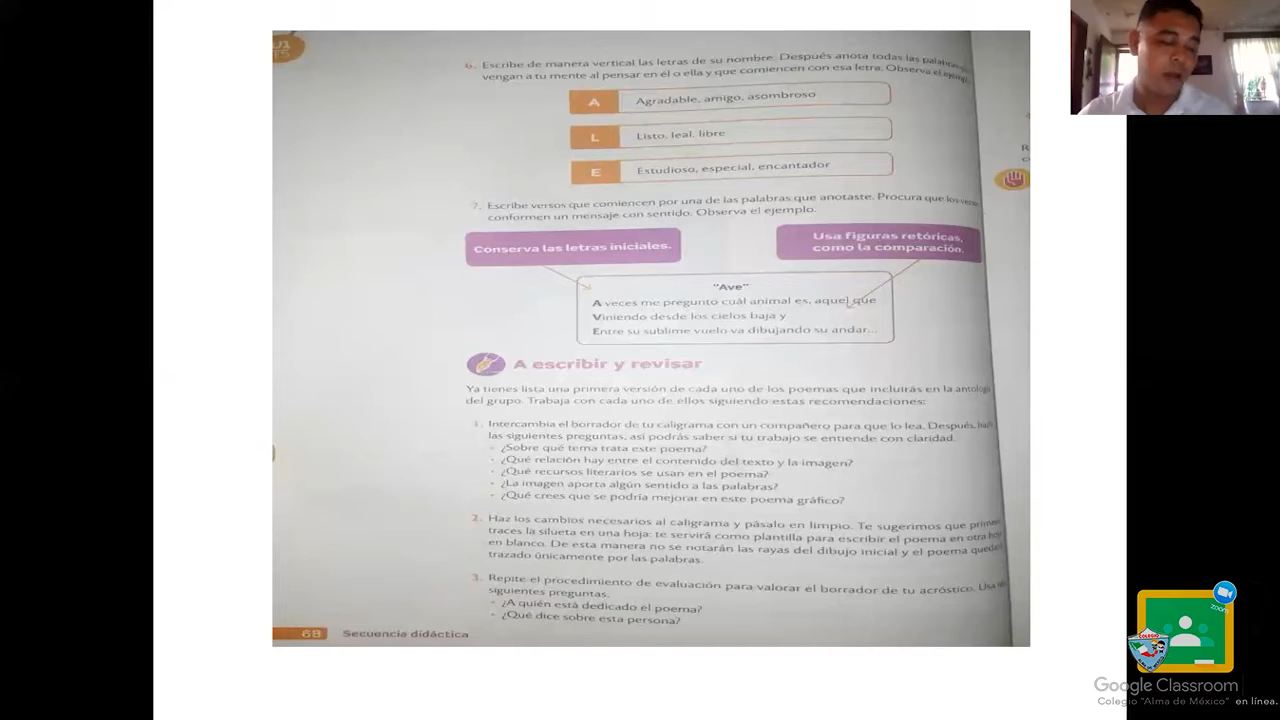 6. Escribe de manera vertical las letras de su nombre. Después anota todas las palabras
vengan a tu mente al pensar en él o ella y que comiencen con esa letra. Observa el ejemplo.
A Agradable, amigo, asombroso
L Listo, leal, libre
E Estudioso, especial, encantador
7. Escribe versos que comiencen por una de las palabras que anotaste. Procura que los versos
conformen un mensaje con sentido. Observa el ejemplo.
Conserva las letras iniciales.
Usa figuras retóricas,
como la comparación.
"Ave"
A veces me pregunto cuál animal es, aquel que
Viniendo desde los cielos baja y
Entre su sublime vuelo va dibujando su andar...
A escribir y revisar
Ya tienes lista una primera versión de cada uno de los poemas que incluirás en la antología
del grupo. Trabaja con cada uno de ellos siguiendo estas recomendaciones:
1. Intercambia el borrador de tu caligrama con un compañero para que lo lea. Después,
las siguientes preguntas, así podrás saber si tu trabajo se entiende con claridad.
• ¿Sobre qué tema trata este poema?
• ¿Qué relación hay entre el contenido del texto y la imagen?
• ¿Qué recursos literarios se usan en el poema?
• ¿La imagen aporta algún sentido a las palabras?
• ¿Qué crees que se podría mejorar en este poema gráfico?
2. Haz los cambios necesarios al caligrama y pásalo en limpio. Te sugerimos que
traces la silueta en una hoja: te servirá como plantilla para escribir el poema en otra
en blanco. De esta manera no se notarán las rayas del dibujo inicial y el poema
trazado únicamente por las palabras.
3. Repite el procedimiento de evaluación para valorar el borrador de tu acróstico. Usa
siguientes preguntas.
• ¿A quién está dedicado el poema?
• ¿Qué dice sobre esta persona?
68 Secuencia didáctica
zoom
COLEGIO
Google Classroom
Colegio "Alma de México" en línea.